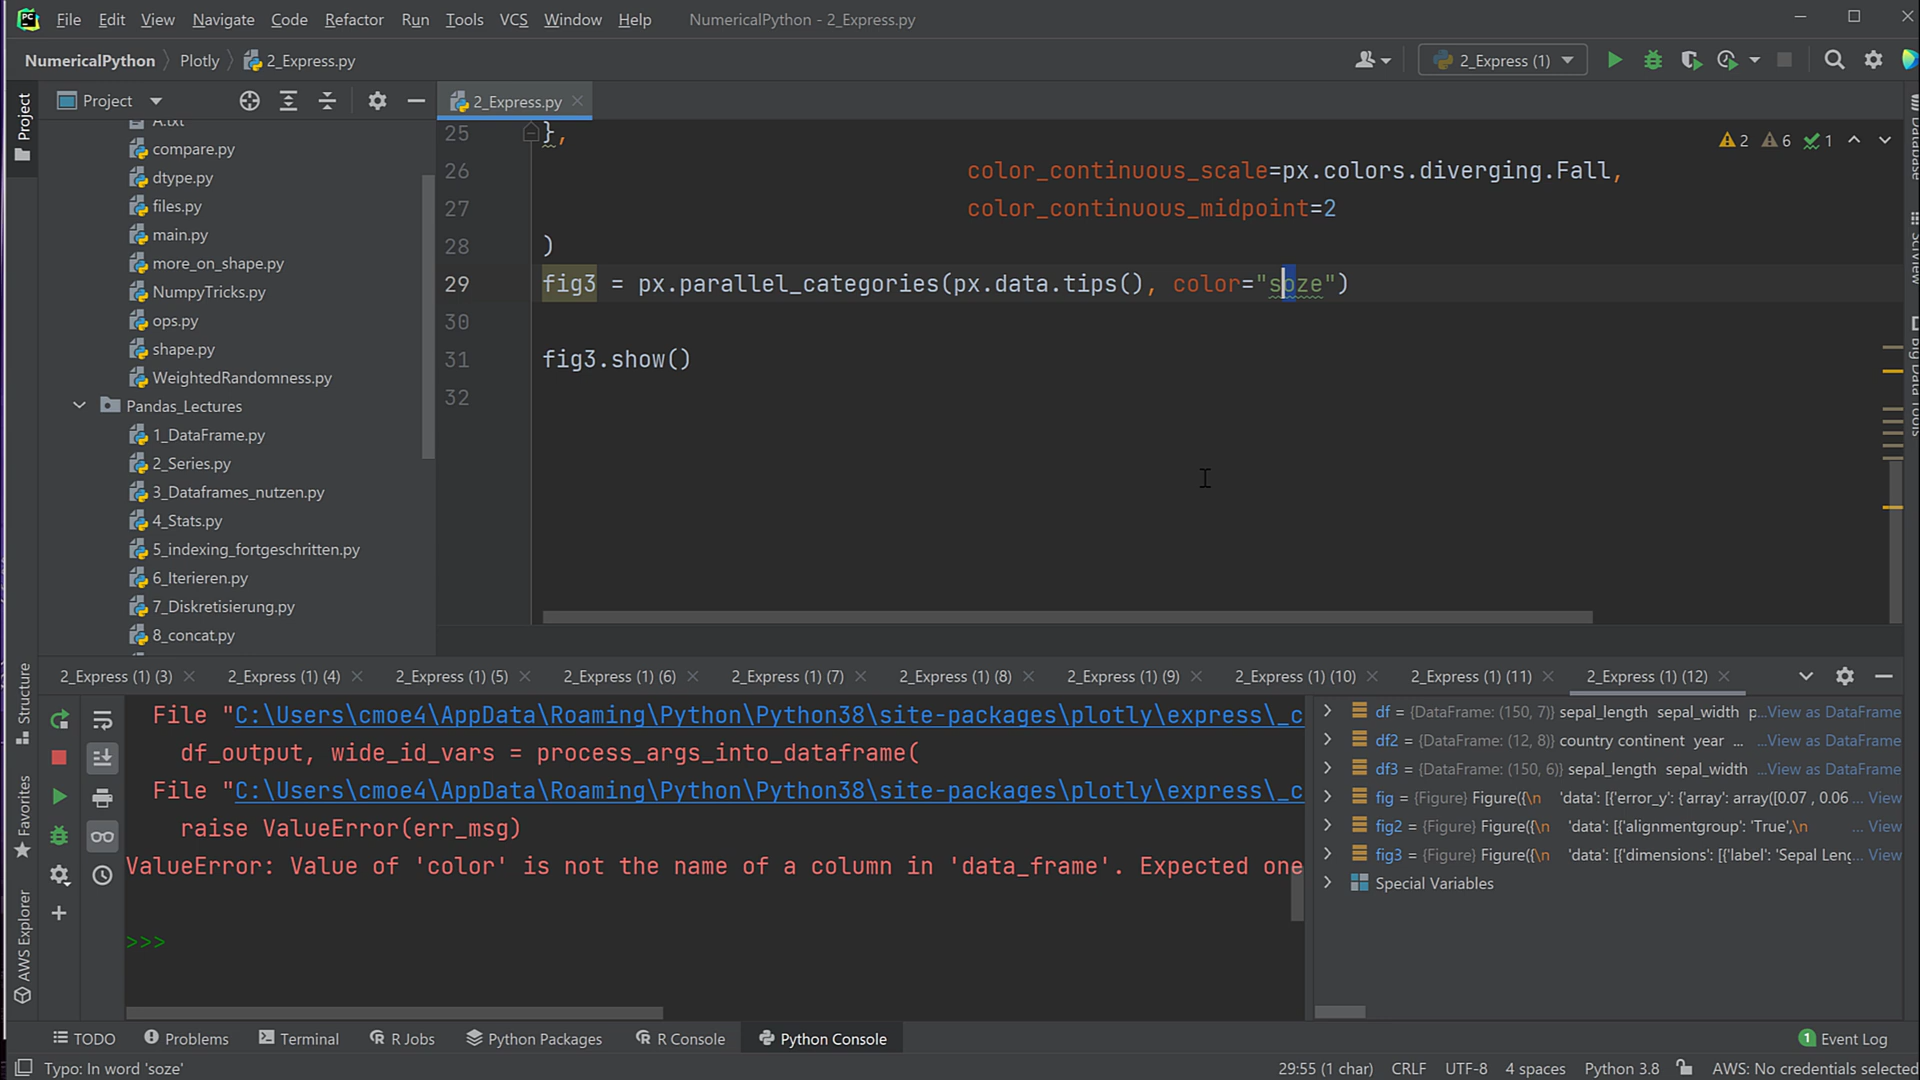 File Edit View Navigate Code Refactor Run Tools VCS Window Help NumericalPython - 2_Express.py
NumericalPython Plotly 2_Express.py 2_Express (1)
Project
Project 2_Express.py
A.txt
compare.py
dtype.py
files.py
main.py
more_on_shape.py
NumpyTricks.py
ops.py
shape.py
WeightedRandomness.py
Pandas_Lectures
1_DataFrame.py
2_Series.py
3_Dataframes_nutzen.py
4_Stats.py
5_indexing_fortgeschritten.py
6_Iterieren.py
7_Diskretisierung.py
8_concat.py
25 },
26 color_continuous_scale=px.colors.diverging.Fall,
27 color_continuous_midpoint=2
28 )
29 fig3 = px.parallel_categories(px.data.tips(), color="soze")
30
31 fig3.show()
32
2 6 1
Database
SciView
Big Data Tools
Structure
Favorites
AWS Explorer
2_Express (1) (3) 2_Express (1) (4) 2_Express (1) (5) 2_Express (1) (6) 2_Express (1) (7) 2_Express (1) (8) 2_Express (1) (9) 2_Express (1) (10) 2_Express (1) (11) 2_Express (1) (12)
File "C:\Users\cmoe4\AppData\Roaming\Python\Python38\site-packages\plotly\express\_c
df_output, wide_id_vars = process_args_into_dataframe(
File "C:\Users\cmoe4\AppData\Roaming\Python\Python38\site-packages\plotly\express\_c
raise ValueError(err_msg)
ValueError: Value of 'color' is not the name of a column in 'data_frame'. Expected one
>>>
df = {DataFrame: (150, 7)} sepal_length sepal_width p...View as DataFrame
df2 = {DataFrame: (12, 8)} country continent year ... ...View as DataFrame
df3 = {DataFrame: (150, 6)} sepal_length sepal_width ...View as DataFrame
fig = {Figure} Figure({\n 'data': [{'error_y': {'array': array([0.07 , 0.06 ... View
fig2 = {Figure} Figure({\n 'data': [{'alignmentgroup': 'True',\n ... View
fig3 = {Figure} Figure({\n 'data': [{'dimensions': [{'label': 'Sepal Leng... View
Special Variables
TODO Problems Terminal R Jobs Python Packages R Console Python Console 1 Event Log
Typo: In word 'soze' 29:55 (1 char) CRLF UTF-8 4 spaces Python 3.8 AWS: No credentials selected